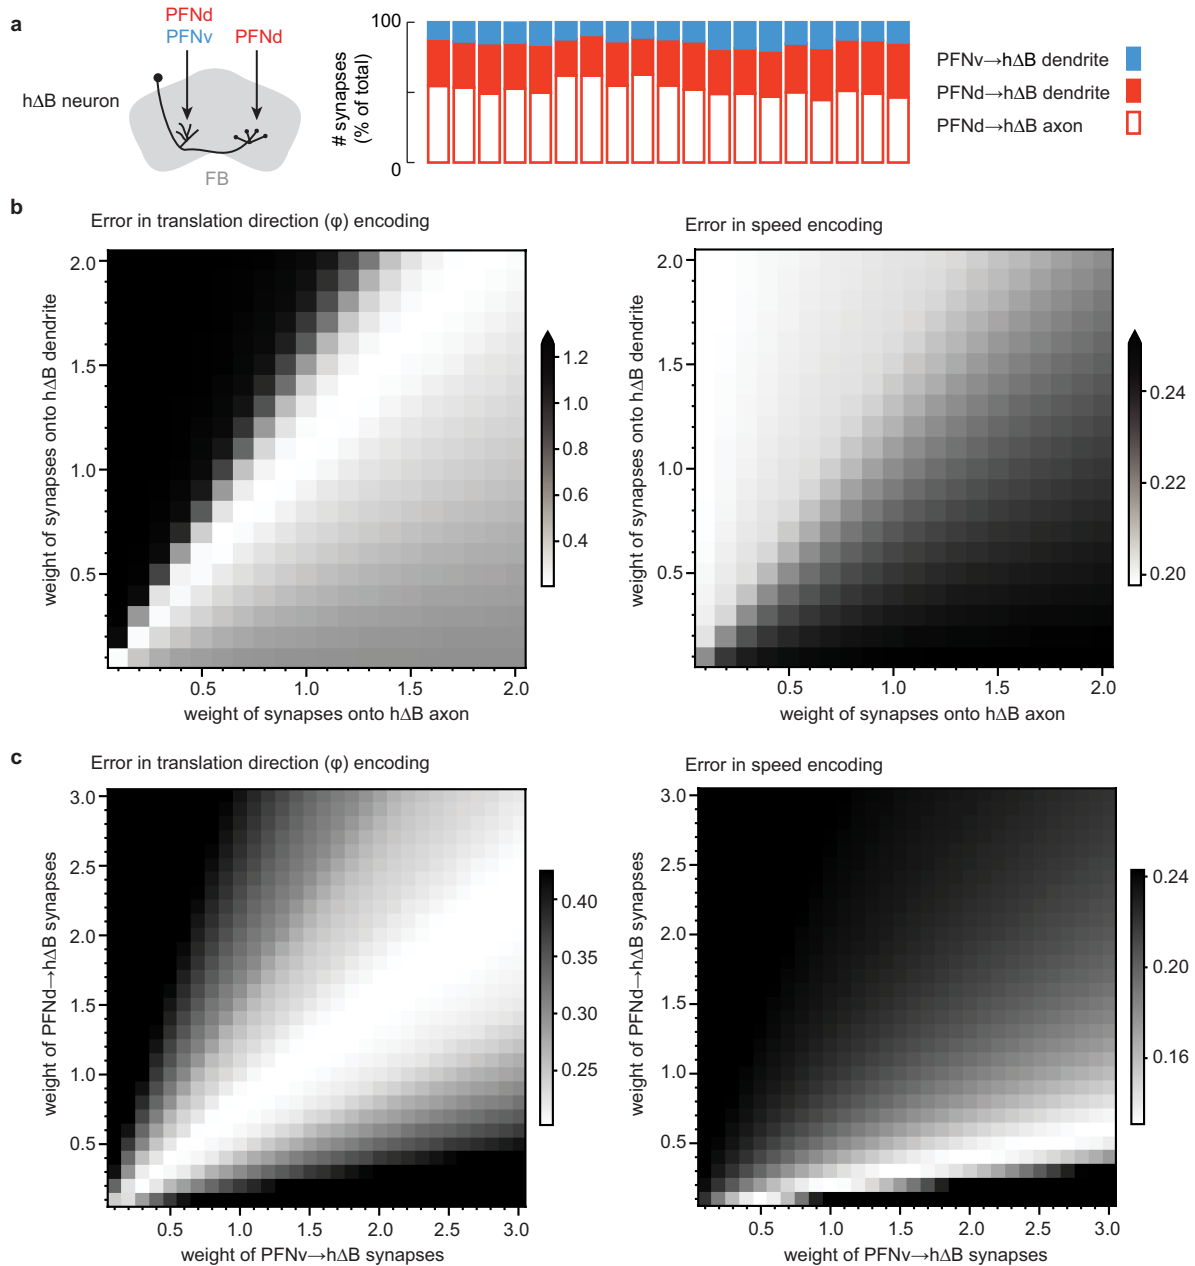 a
PFNd
PFNv
PFNd
hΔB neuron
FB
# synapses
(% of total)
100
0
PFNv→hΔB dendrite
PFNd→hΔB dendrite
PFNd→hΔB axon
b
Error in translation direction (φ) encoding
weight of synapses onto hΔB dendrite
2.0
1.5
1.0
0.5
0.5
1.0
1.5
2.0
weight of synapses onto hΔB axon
1.2
1.0
0.8
0.6
0.4
Error in speed encoding
weight of synapses onto hΔB dendrite
2.0
1.5
1.0
0.5
0.5
1.0
1.5
2.0
weight of synapses onto hΔB axon
0.24
0.22
0.20
c
Error in translation direction (φ) encoding
weight of PFNd→hΔB synapses
3.0
2.5
2.0
1.5
1.0
0.5
0.5
1.0
1.5
2.0
2.5
3.0
weight of PFNv→hΔB synapses
0.40
0.35
0.30
0.25
Error in speed encoding
weight of PFNd→hΔB synapses
3.0
2.5
2.0
1.5
1.0
0.5
0.5
1.0
1.5
2.0
2.5
3.0
weight of PFNv→hΔB synapses
0.24
0.20
0.16